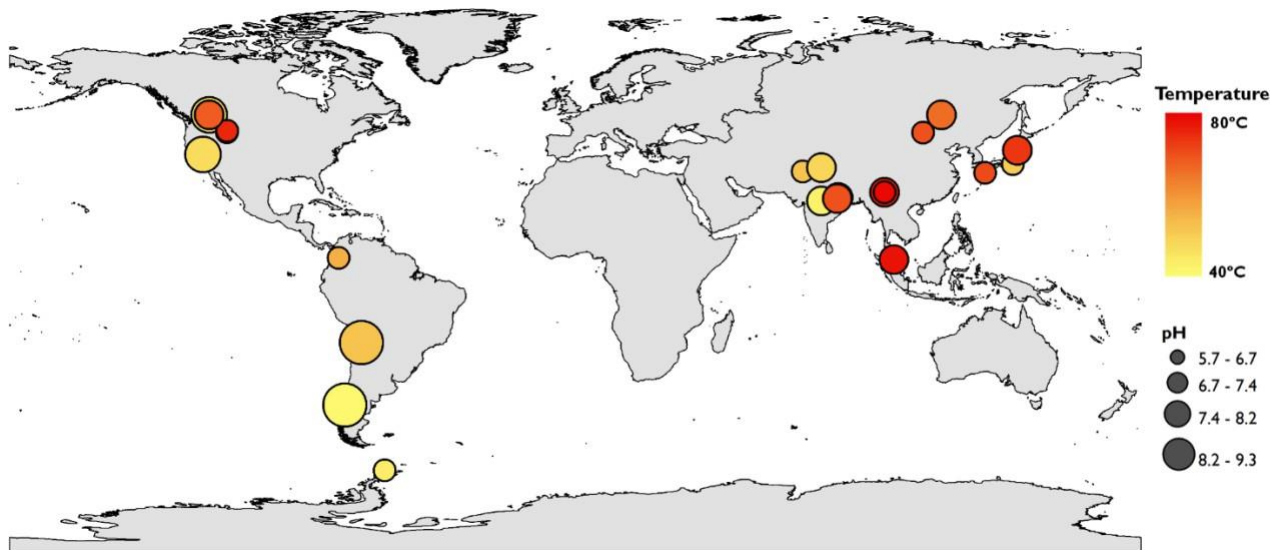 Temperature
80°C
40°C
pH
5.7 - 6.7
6.7 - 7.4
7.4 - 8.2
8.2 - 9.3